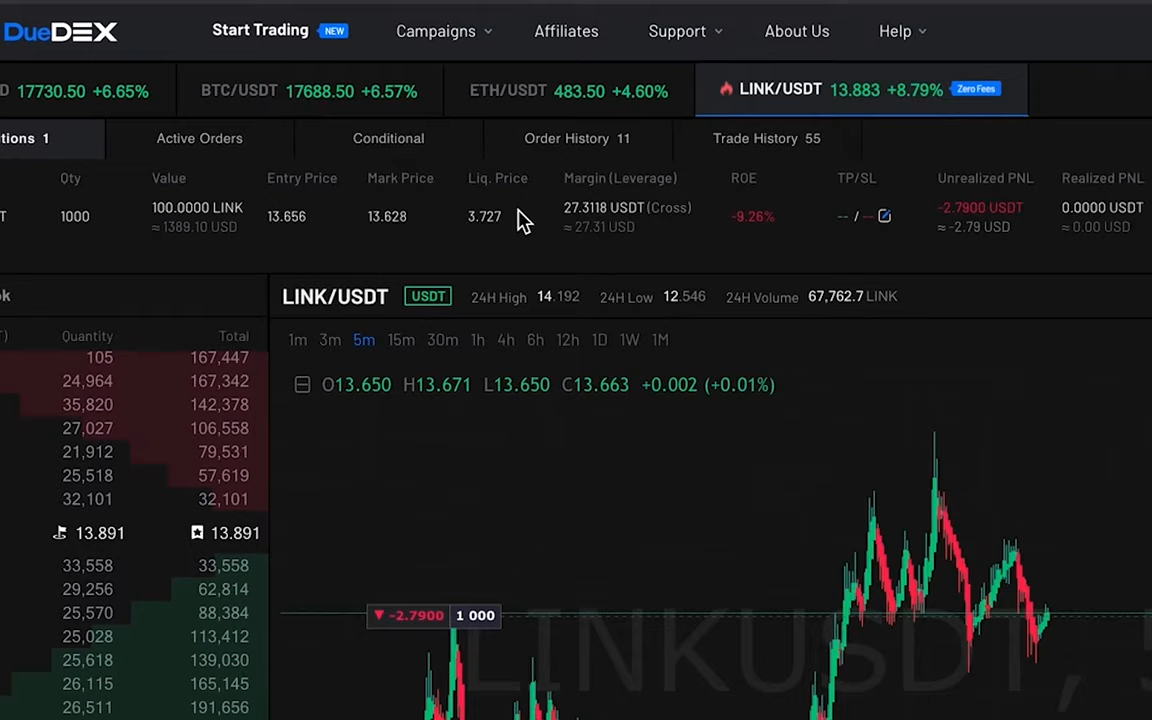 DueDEX Start Trading NEW Campaigns Affiliates Support About Us Help
D 17730.50 +6.65% BTC/USDT 17688.50 +6.57% ETH/USDT 483.50 +4.60% LINK/USDT 13.883 +8.79% Zero Fees
tions 1 Active Orders Conditional Order History 11 Trade History 55
Qty Value Entry Price Mark Price Liq. Price Margin (Leverage) ROE TP/SL Unrealized PNL Realized PNL
T 1000 100.0000 LINK 13.656 13.628 3.727 27.3118 USDT (Cross) -9.26% -- / -- -2.7900 USDT 0.0000 USDT
≈ 1389.10 USD ≈ 27.31 USD ≈ -2.79 USD ≈ 0.00 USD
ok LINK/USDT USDT 24H High 14.192 24H Low 12.546 24H Volume 67,762.7 LINK
T) Quantity Total 1m 3m 5m 15m 30m 1h 4h 6h 12h 1D 1W 1M
105 167,447
24,964 167,342 O13.650 H13.671 L13.650 C13.663 +0.002 (+0.01%)
35,820 142,378
27,027 106,558
21,912 79,531
25,518 57,619
32,101 32,101
13.891 13.891
33,558 33,558
29,256 62,814
25,570 88,384 -2.7900 1 000
25,028 113,412
25,618 139,030 LINKUSDT, 5
26,115 165,145
26,511 191,656